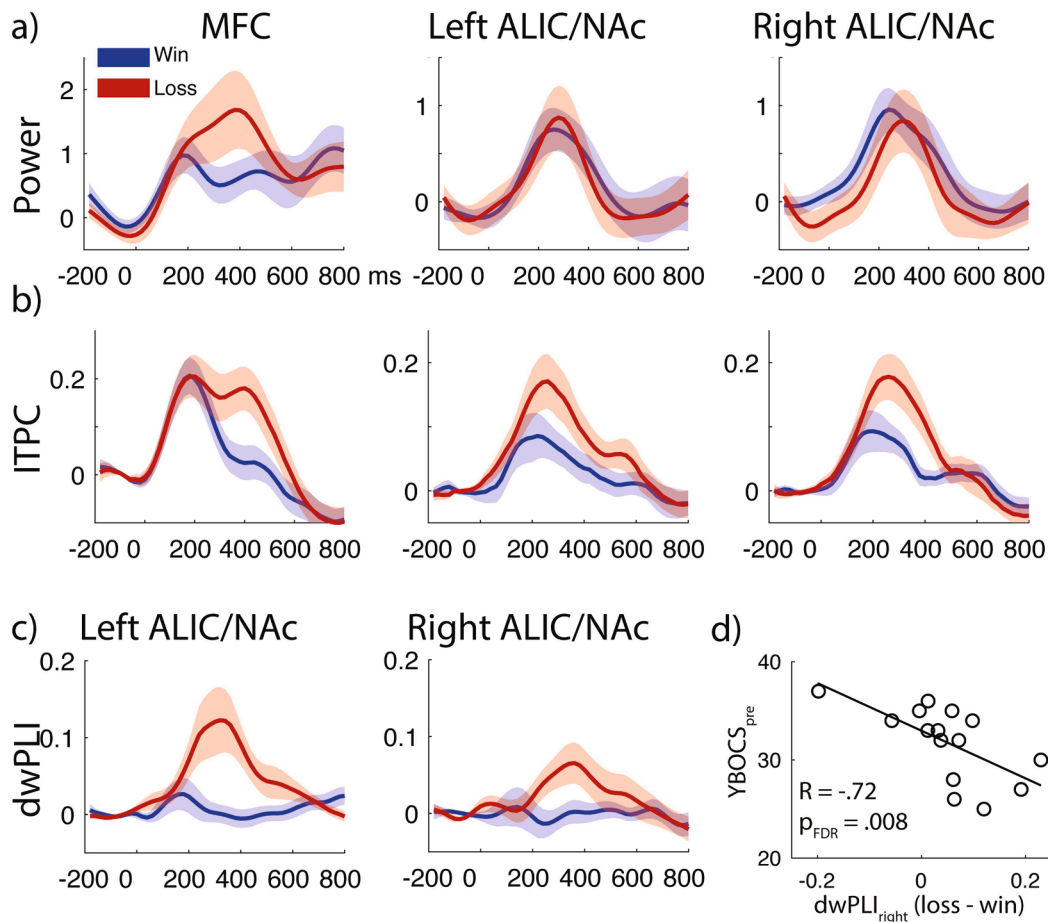 a) MFC Left ALIC/NAc Right ALIC/NAc
Win
Loss
Power
2
1
0
1
0
1
0
-200 0 200 400 600 800 ms -200 0 200 400 600 800 -200 0 200 400 600 800
b)
ITPC
0.2
0
0.2
0
0.2
0
-200 0 200 400 600 800 -200 0 200 400 600 800 -200 0 200 400 600 800
c) Left ALIC/NAc Right ALIC/NAc d)
dwPLI
0.2
0.1
0
0.2
0.1
0
-200 0 200 400 600 800 -200 0 200 400 600 800
YBOCSpre
40
30
20
R = -.72
pFDR = .008
-0.2 0 0.2
dwPLIright (loss - win)